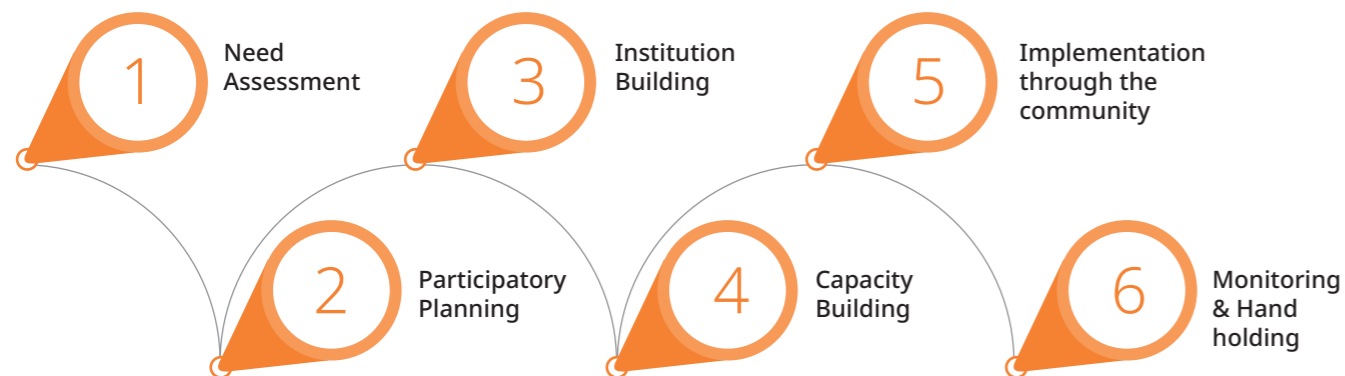 1
Need
Assessment
2
Participatory
Planning
3
Institution
Building
4
Capacity
Building
5
Implementation
through the
community
6
Monitoring
& Hand
holding